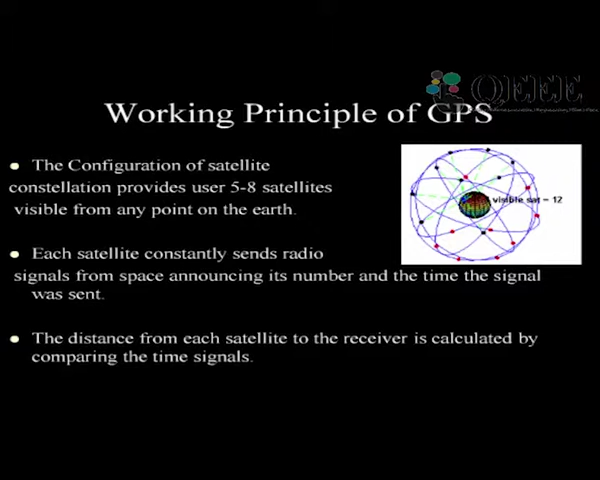 QEEE
Working Principle of GPS
The Configuration of satellite
constellation provides user 5-8 satellites
visible from any point on the earth.
visible sat = 12
Each satellite constantly sends radio
signals from space announcing its number and the time the signal
was sent.
The distance from each satellite to the receiver is calculated by
comparing the time signals.